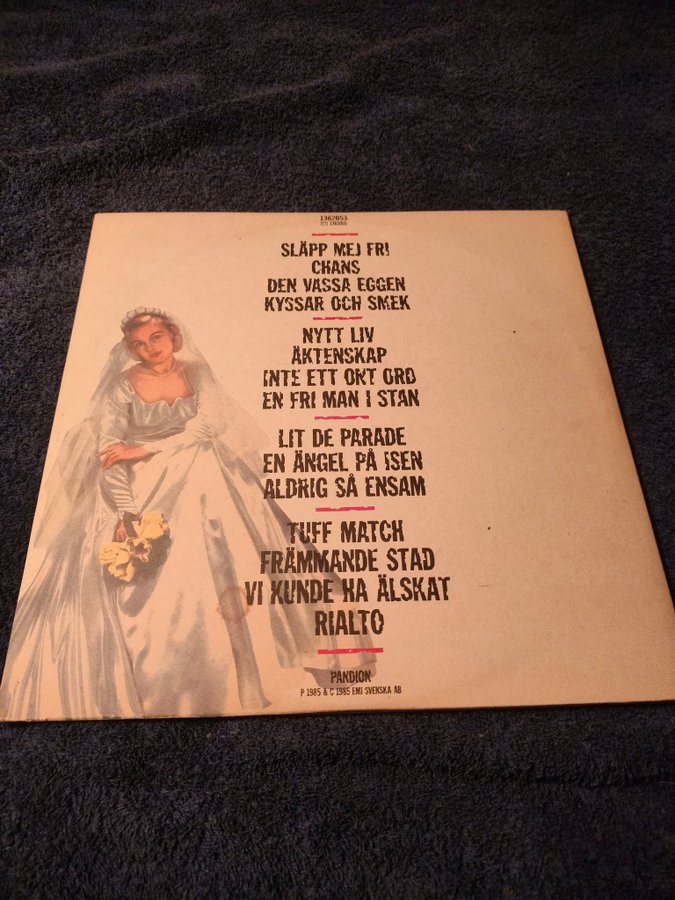 1362053
SLÄPP MEJ FRI
CHANS
DEN VASSA EGGEN
KYSSAR OCH SMEK
NYTT LIV
ÄKTENSKAP
INTE ETT ONT ORD
EN FRI MAN I STAN
LIT DE PARADE
EN ÄNGEL PÅ ISEN
ALDRIG SÅ ENSAM
TUFF MATCH
FRÄMMANDE STAD
VI KUNDE HA ÄLSKAT
RIALTO
PANDION
P 1985 & C 1985 EMI SVENSKA AB